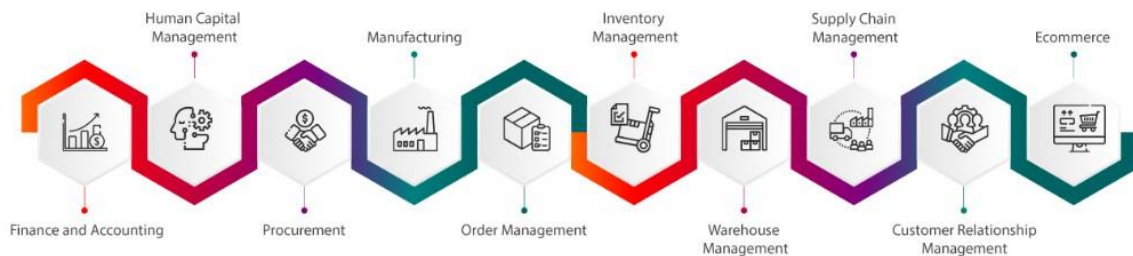 Human Capital
Management
Manufacturing
Inventory
Management
Supply Chain
Management
Ecommerce
Finance and Accounting
Procurement
Order Management
Warehouse
Management
Customer Relationship
Management